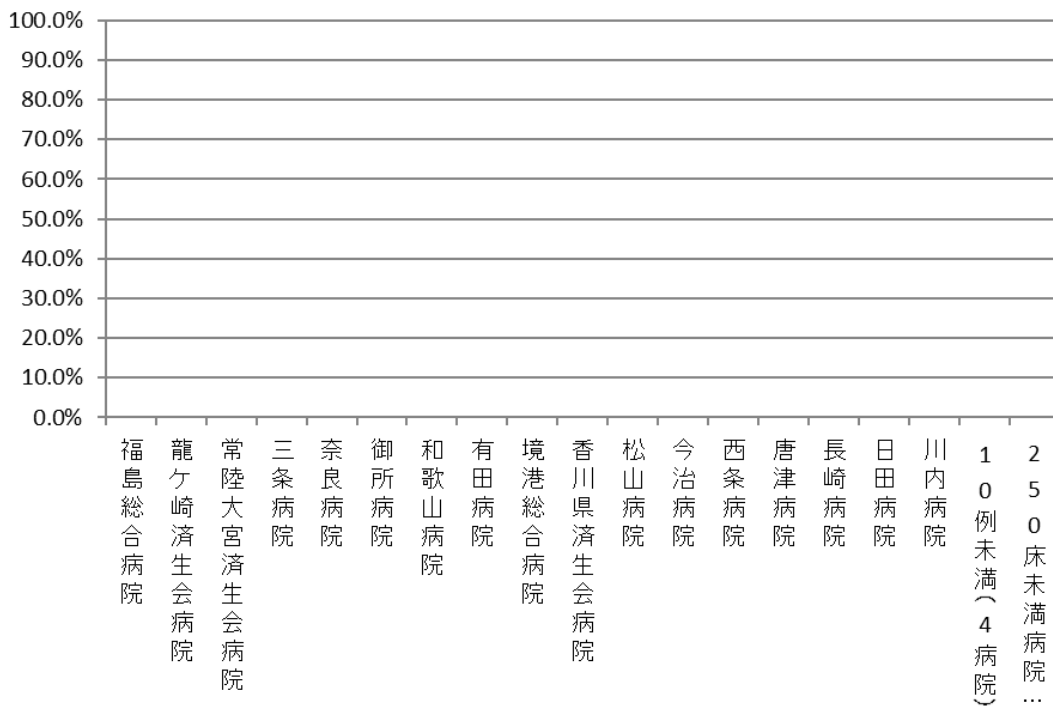 100.0%
90.0%
80.0%
70.0%
60.0%
50.0%
40.0%
30.0%
20.0%
10.0%
0.0%
福島総合病院
龍ケ崎済生会病院
常陸大宮済生会病院
三条病院
奈良病院
御所病院
和歌山病院
有田病院
境港総合病院
香川県済生会病院
松山病院
今治病院
西条病院
唐津病院
長崎病院
日田病院
川内病院
10例未満(4病院)
250床未満病院…